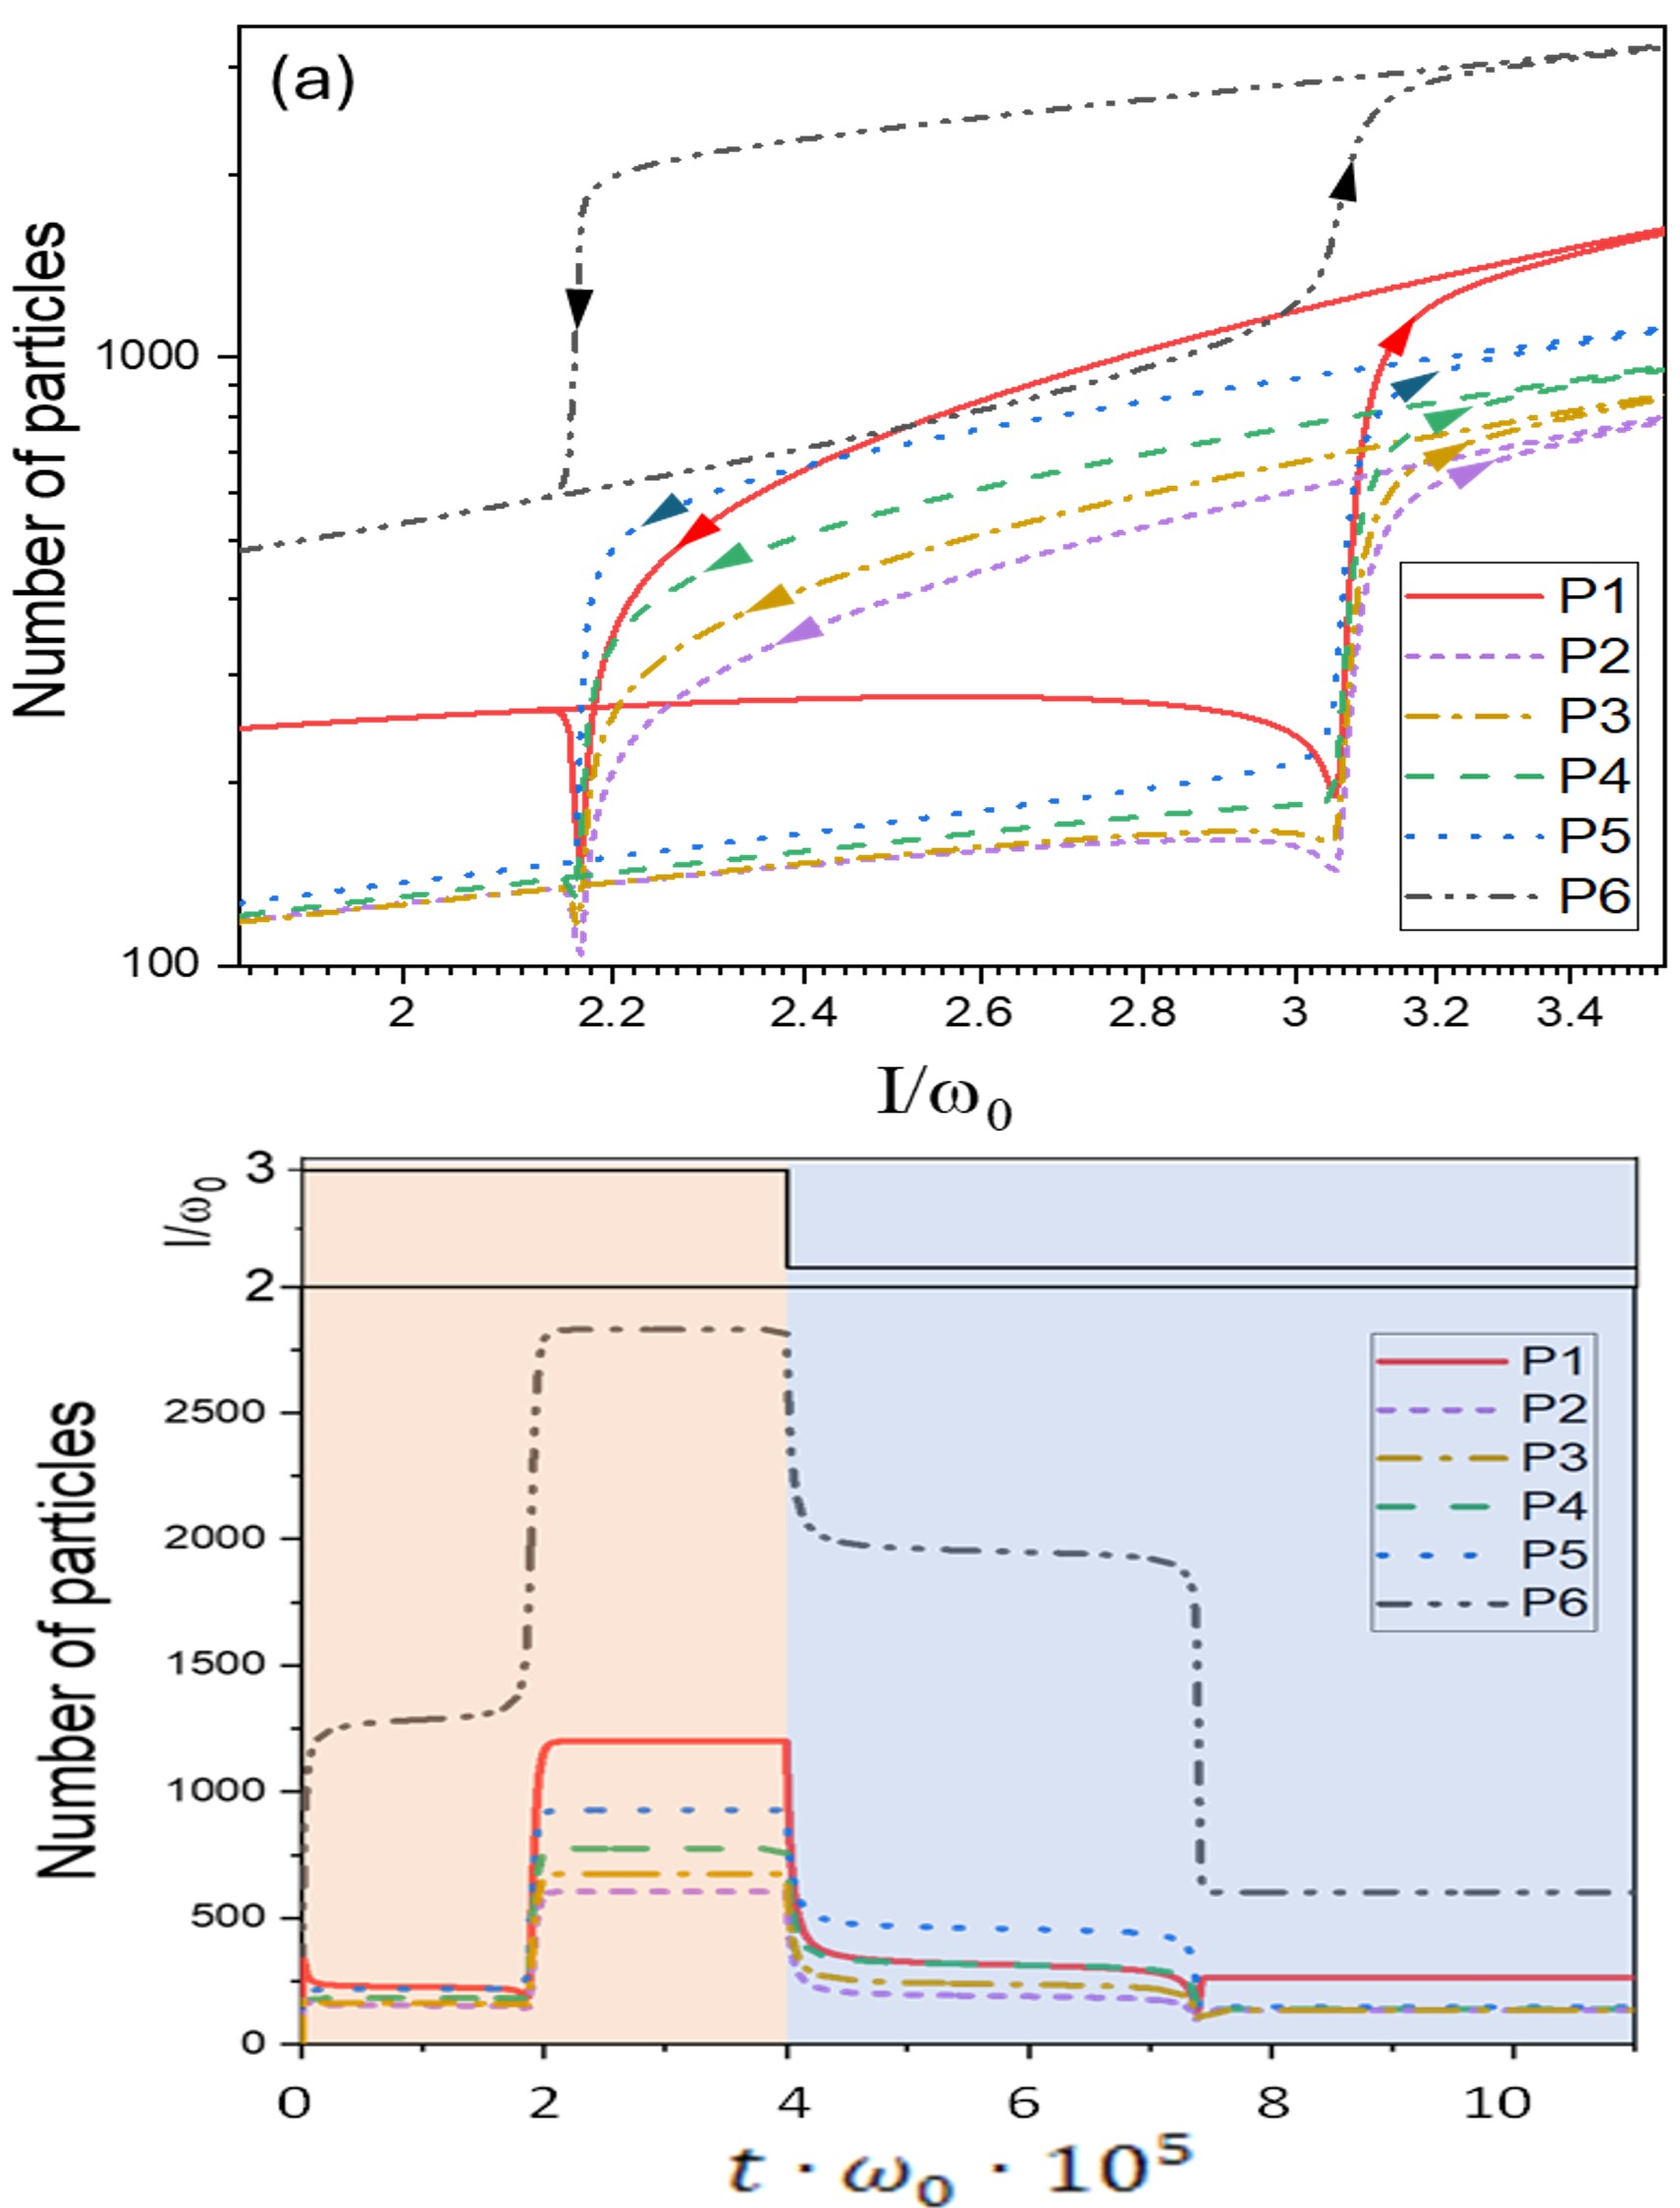 (a)
Number of particles
1000
100
P1
P2
P3
P4
P5
P6
2 2.2 2.4 2.6 2.8 3 3.2 3.4
I/ω₀
I/ω₀
3
2
Number of particles
2500
2000
1500
1000
500
0
P1
P2
P3
P4
P5
P6
0 2 4 6 8 10
t · ω₀ · 10⁵